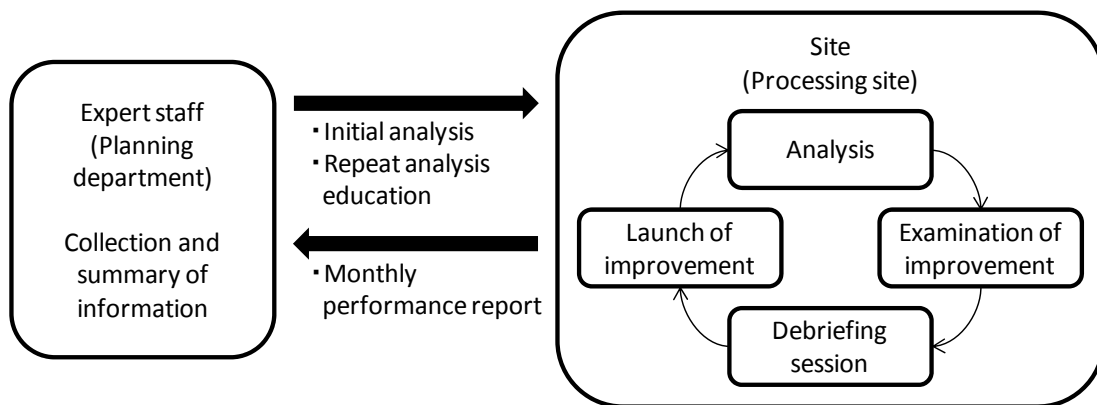 Expert staff
(Planning
department)
Collection and
summary of
information
・Initial analysis
・Repeat analysis
education
・Monthly
performance report
Site
(Processing site)
Analysis
Examination of
improvement
Debriefing
session
Launch of
improvement